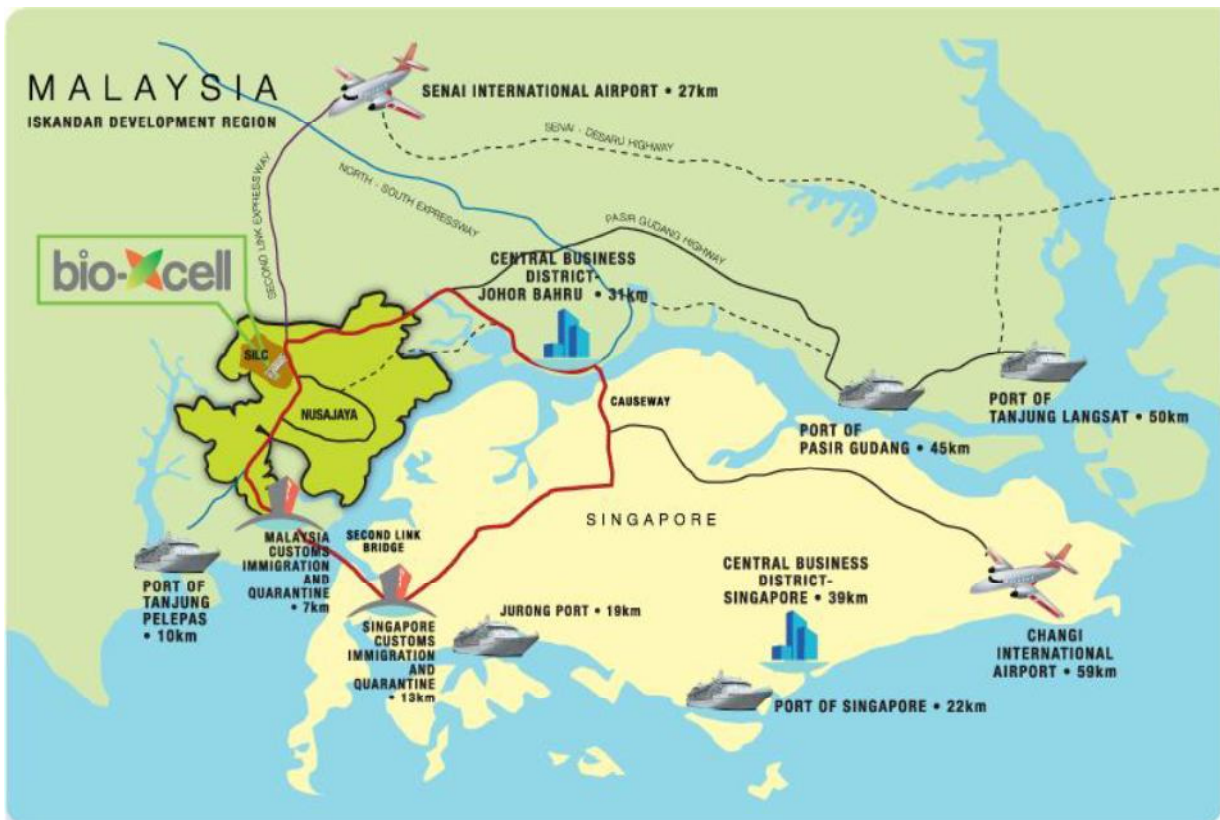 MALAYSIA
ISKANDAR DEVELOPMENT REGION
SENAI INTERNATIONAL AIRPORT • 27km
SENAI - DESARU HIGHWAY
SECOND LINK EXPRESSWAY
NORTH - SOUTH EXPRESSWAY
PASIR GUDANG HIGHWAY
bio-Xcell
CENTRAL BUSINESS
DISTRICT-
JOHOR BAHRU • 31km
SILC
NUSAJAYA
CAUSEWAY
PORT OF
TANJUNG LANGSAT • 50km
PORT OF
PASIR GUDANG • 45km
SINGAPORE
MALAYSIA
CUSTOMS
IMMIGRATION
AND
QUARANTINE
• 7km
SECOND LINK
BRIDGE
PORT OF
TANJUNG
PELEPAS
• 10km
CENTRAL BUSINESS
DISTRICT-
SINGAPORE • 39km
JURONG PORT • 19km
SINGAPORE
CUSTOMS
IMMIGRATION
AND
QUARANTINE
• 13km
CHANGI
INTERNATIONAL
AIRPORT • 59km
PORT OF SINGAPORE • 22km